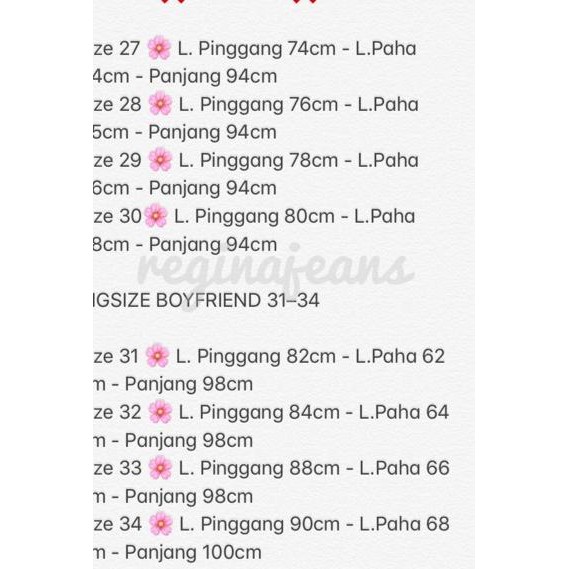 ze 27 🌸 L. Pinggang 74cm - L.Paha
4cm - Panjang 94cm
ze 28 🌸 L. Pinggang 76cm - L.Paha
5cm - Panjang 94cm
ze 29 🌸 L. Pinggang 78cm - L.Paha
6cm - Panjang 94cm
ze 30🌸 L. Pinggang 80cm - L.Paha
8cm - Panjang 94cm
reginajeans
IGSIZE BOYFRIEND 31–34
ze 31 🌸 L. Pinggang 82cm - L.Paha 62
m - Panjang 98cm
ze 32 🌸 L. Pinggang 84cm - L.Paha 64
m - Panjang 98cm
ze 33 🌸 L. Pinggang 88cm - L.Paha 66
m - Panjang 98cm
ze 34 🌸 L. Pinggang 90cm - L.Paha 68
m - Panjang 100cm